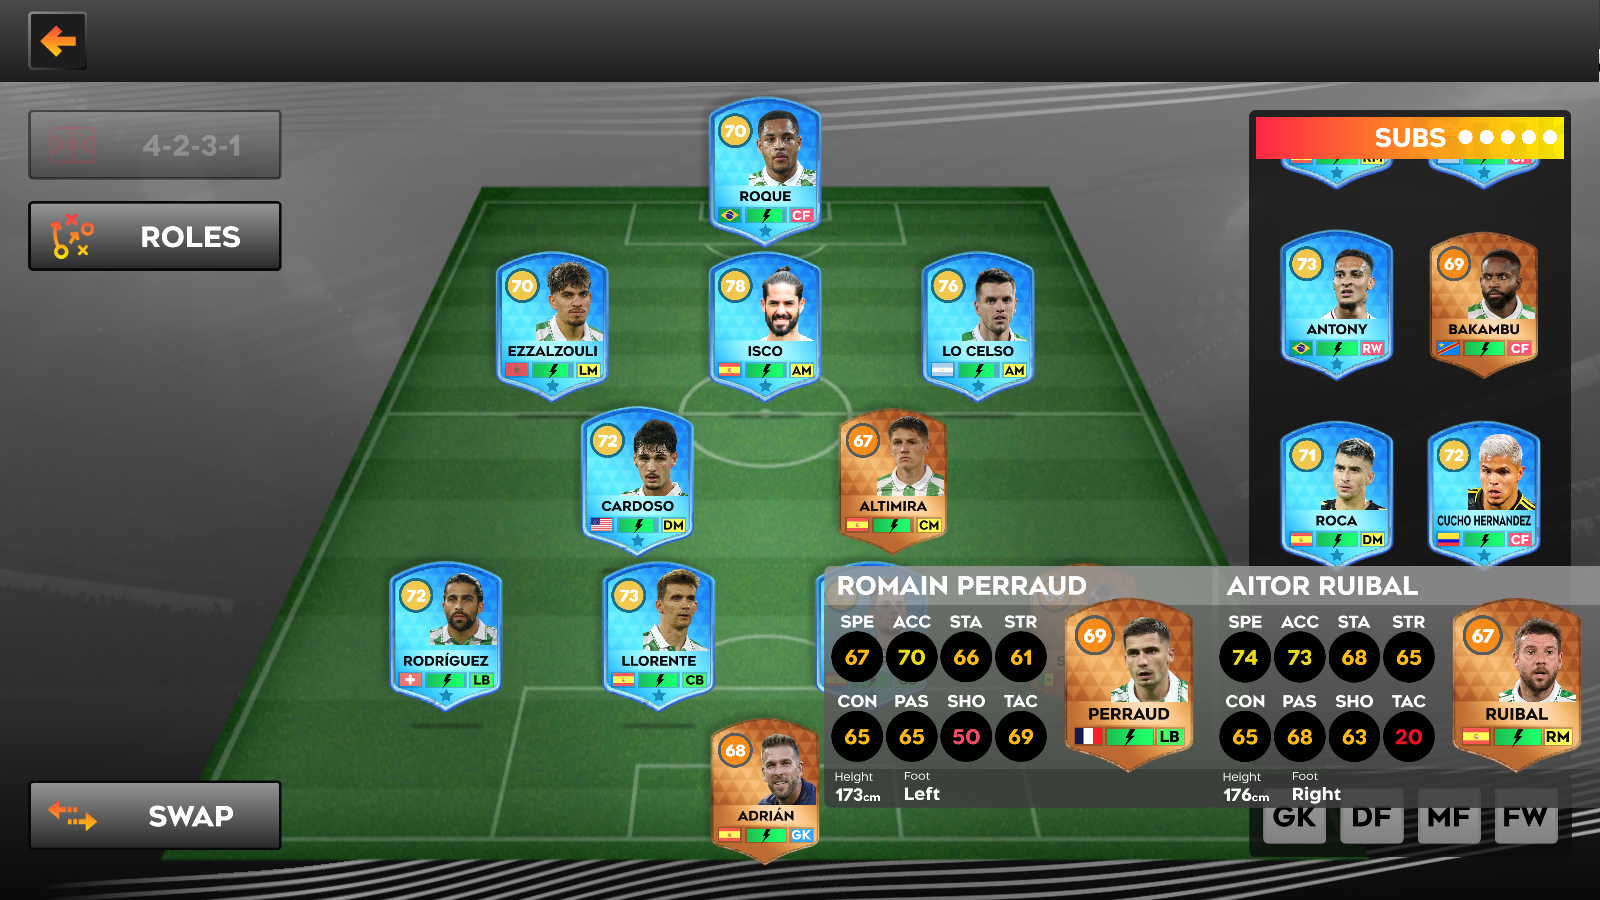 4-2-3-1
ROLES
SWAP
70
ROQUE
CF
70
EZZALZOULI
LM
78
ISCO
AM
76
LO CELSO
AM
72
CARDOSO
DM
67
ALTIMIRA
CM
72
RODRÍGUEZ
LB
73
LLORENTE
CB
68
ADRIÁN
GK
SUBS
RM
CF
73
ANTONY
RW
69
BAKAMBU
CF
71
ROCA
DM
72
CUCHO HERNANDEZ
CF
ROMAIN PERRAUD
SPE ACC STA STR
67 70 66 61
CON PAS SHO TAC
65 65 50 69
Height Foot
173cm Left
69
PERRAUD
LB
AITOR RUIBAL
SPE ACC STA STR
74 73 68 65
CON PAS SHO TAC
65 68 63 20
Height Foot
176cm Right
67
RUIBAL
RM
GK DF MF FW